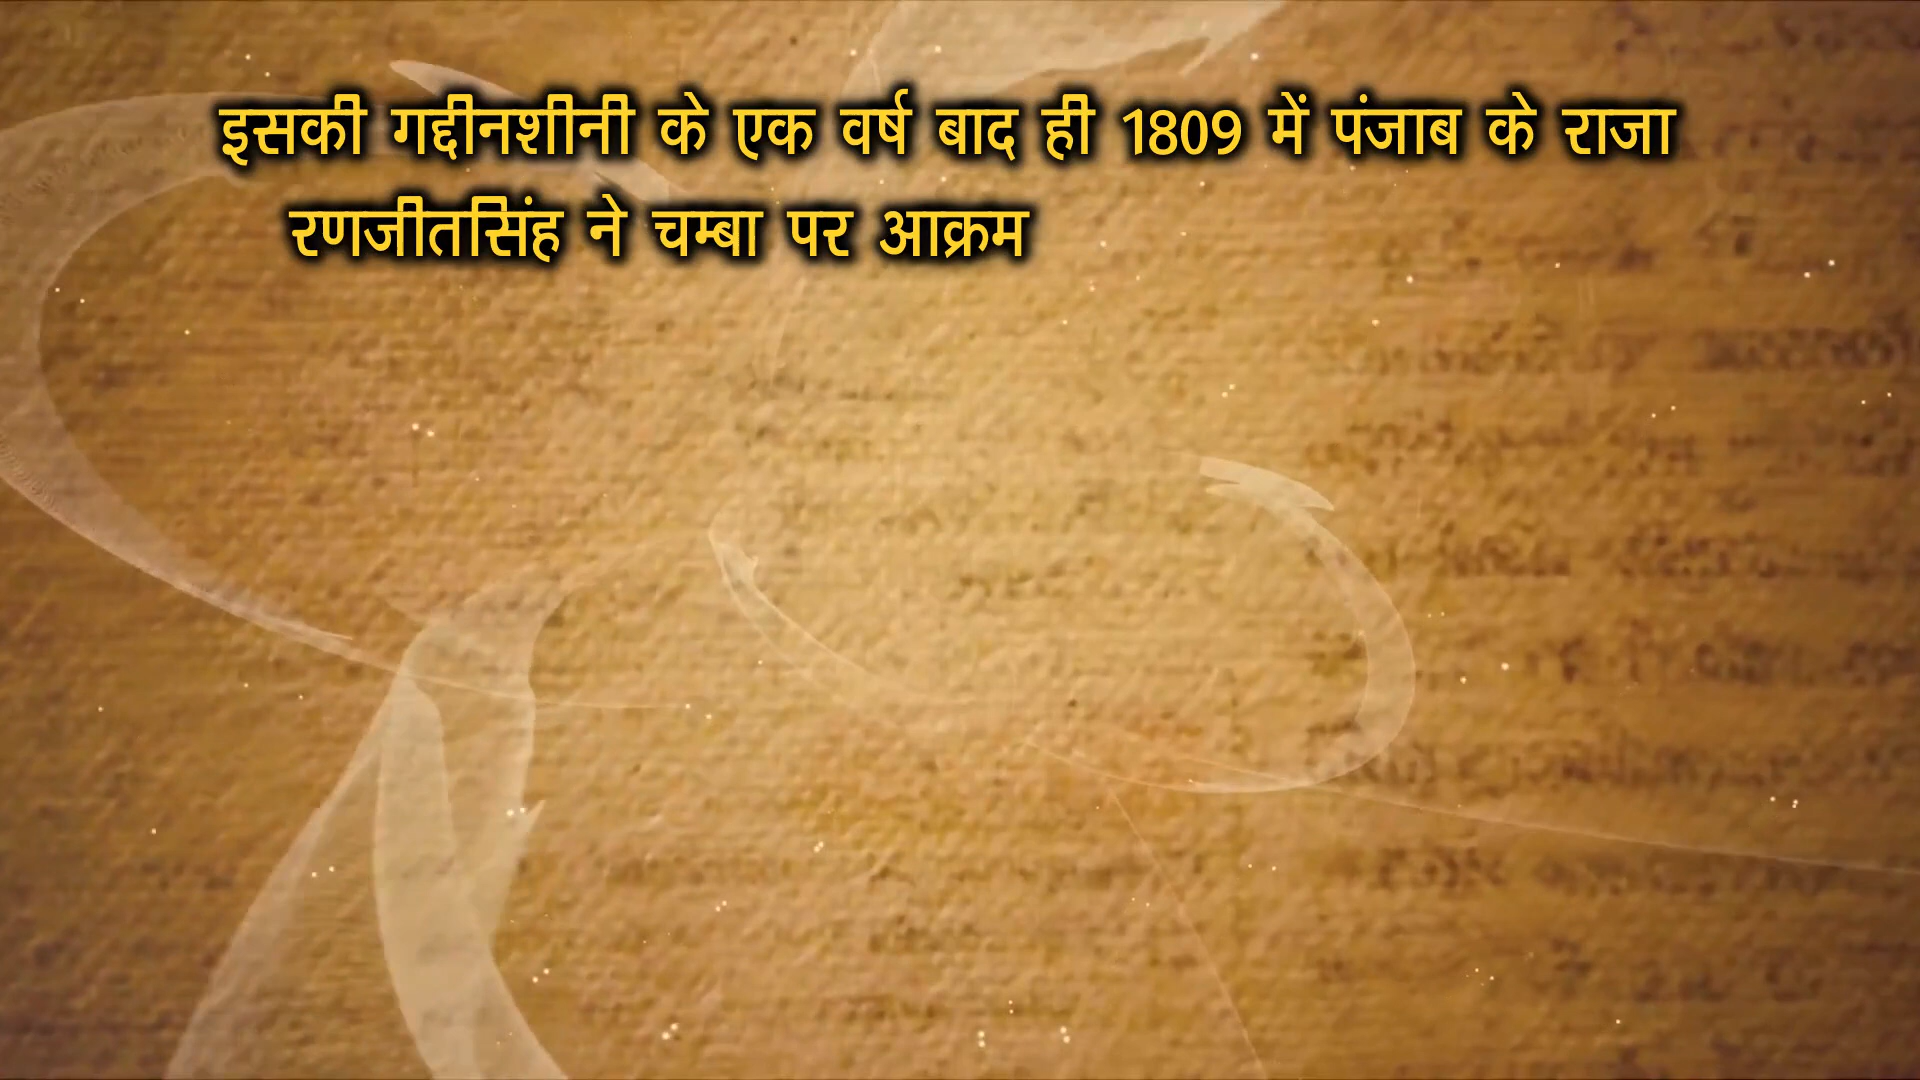 इसकी गद्दीनशीनी के एक वर्ष बाद ही 1809 में पंजाब के राजा
रणजीतसिंह ने चम्बा पर आक्रम